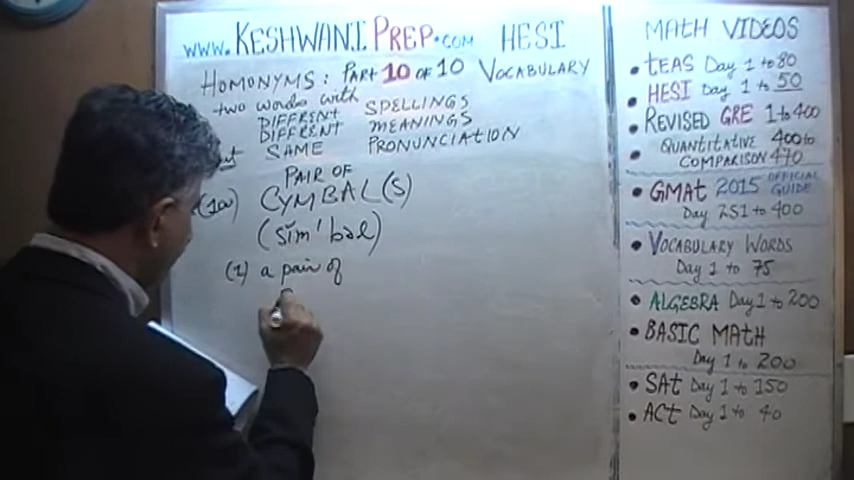 WWW.KESHWANI PREP.COM HESI
HOMONYMS: PART 10 OF 10 VOCABULARY
two words with
DIFFRENT SPELLINGS
DIFFRENT MEANINGS
SAME PRONUNCIATION
PAIR OF
(1a) CYMBAL(S)
(sĭm' bəl)
(1) a pair of
MATH VIDEOS
• TEAS Day 1 to 80
• HESI Day 1 to 50
• REVISED GRE 1 to 400
• QUANTITATIVE 400 to
COMPARISON 470
• GMAT 2015 OFFICIAL GUIDE
Day 251 to 400
• VOCABULARY WORDS
Day 1 to 75
• ALGEBRA Day 1 to 200
• BASIC MATH
Day 1 to 200
• SAT Day 1 to 150
• ACT Day 1 to 40